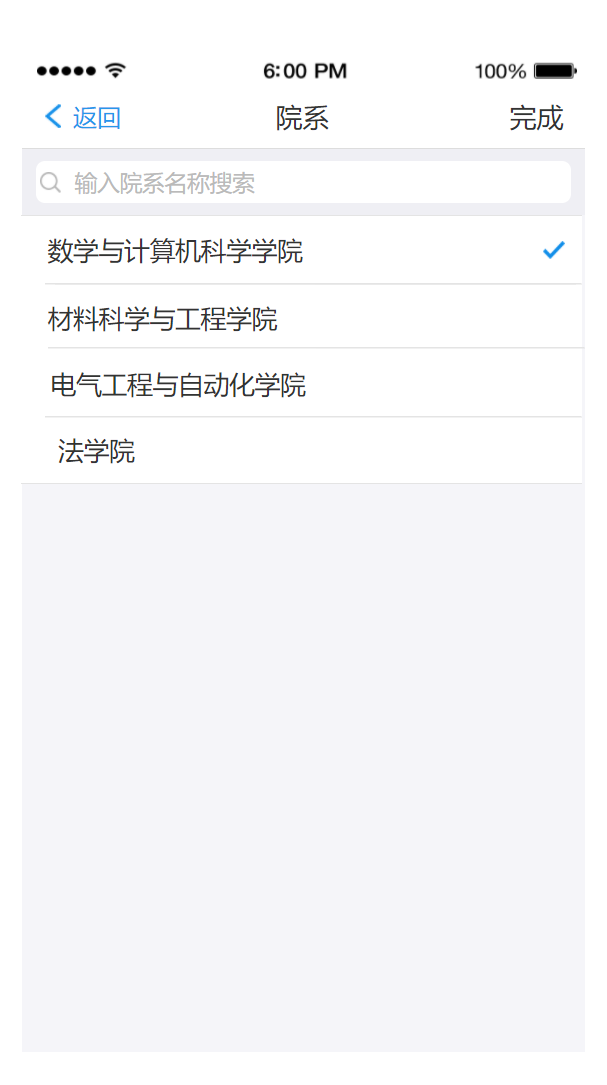 6:00 PM 100%
返回 院系 完成
输入院系名称搜索
数学与计算机科学学院
材料科学与工程学院
电气工程与自动化学院
法学院